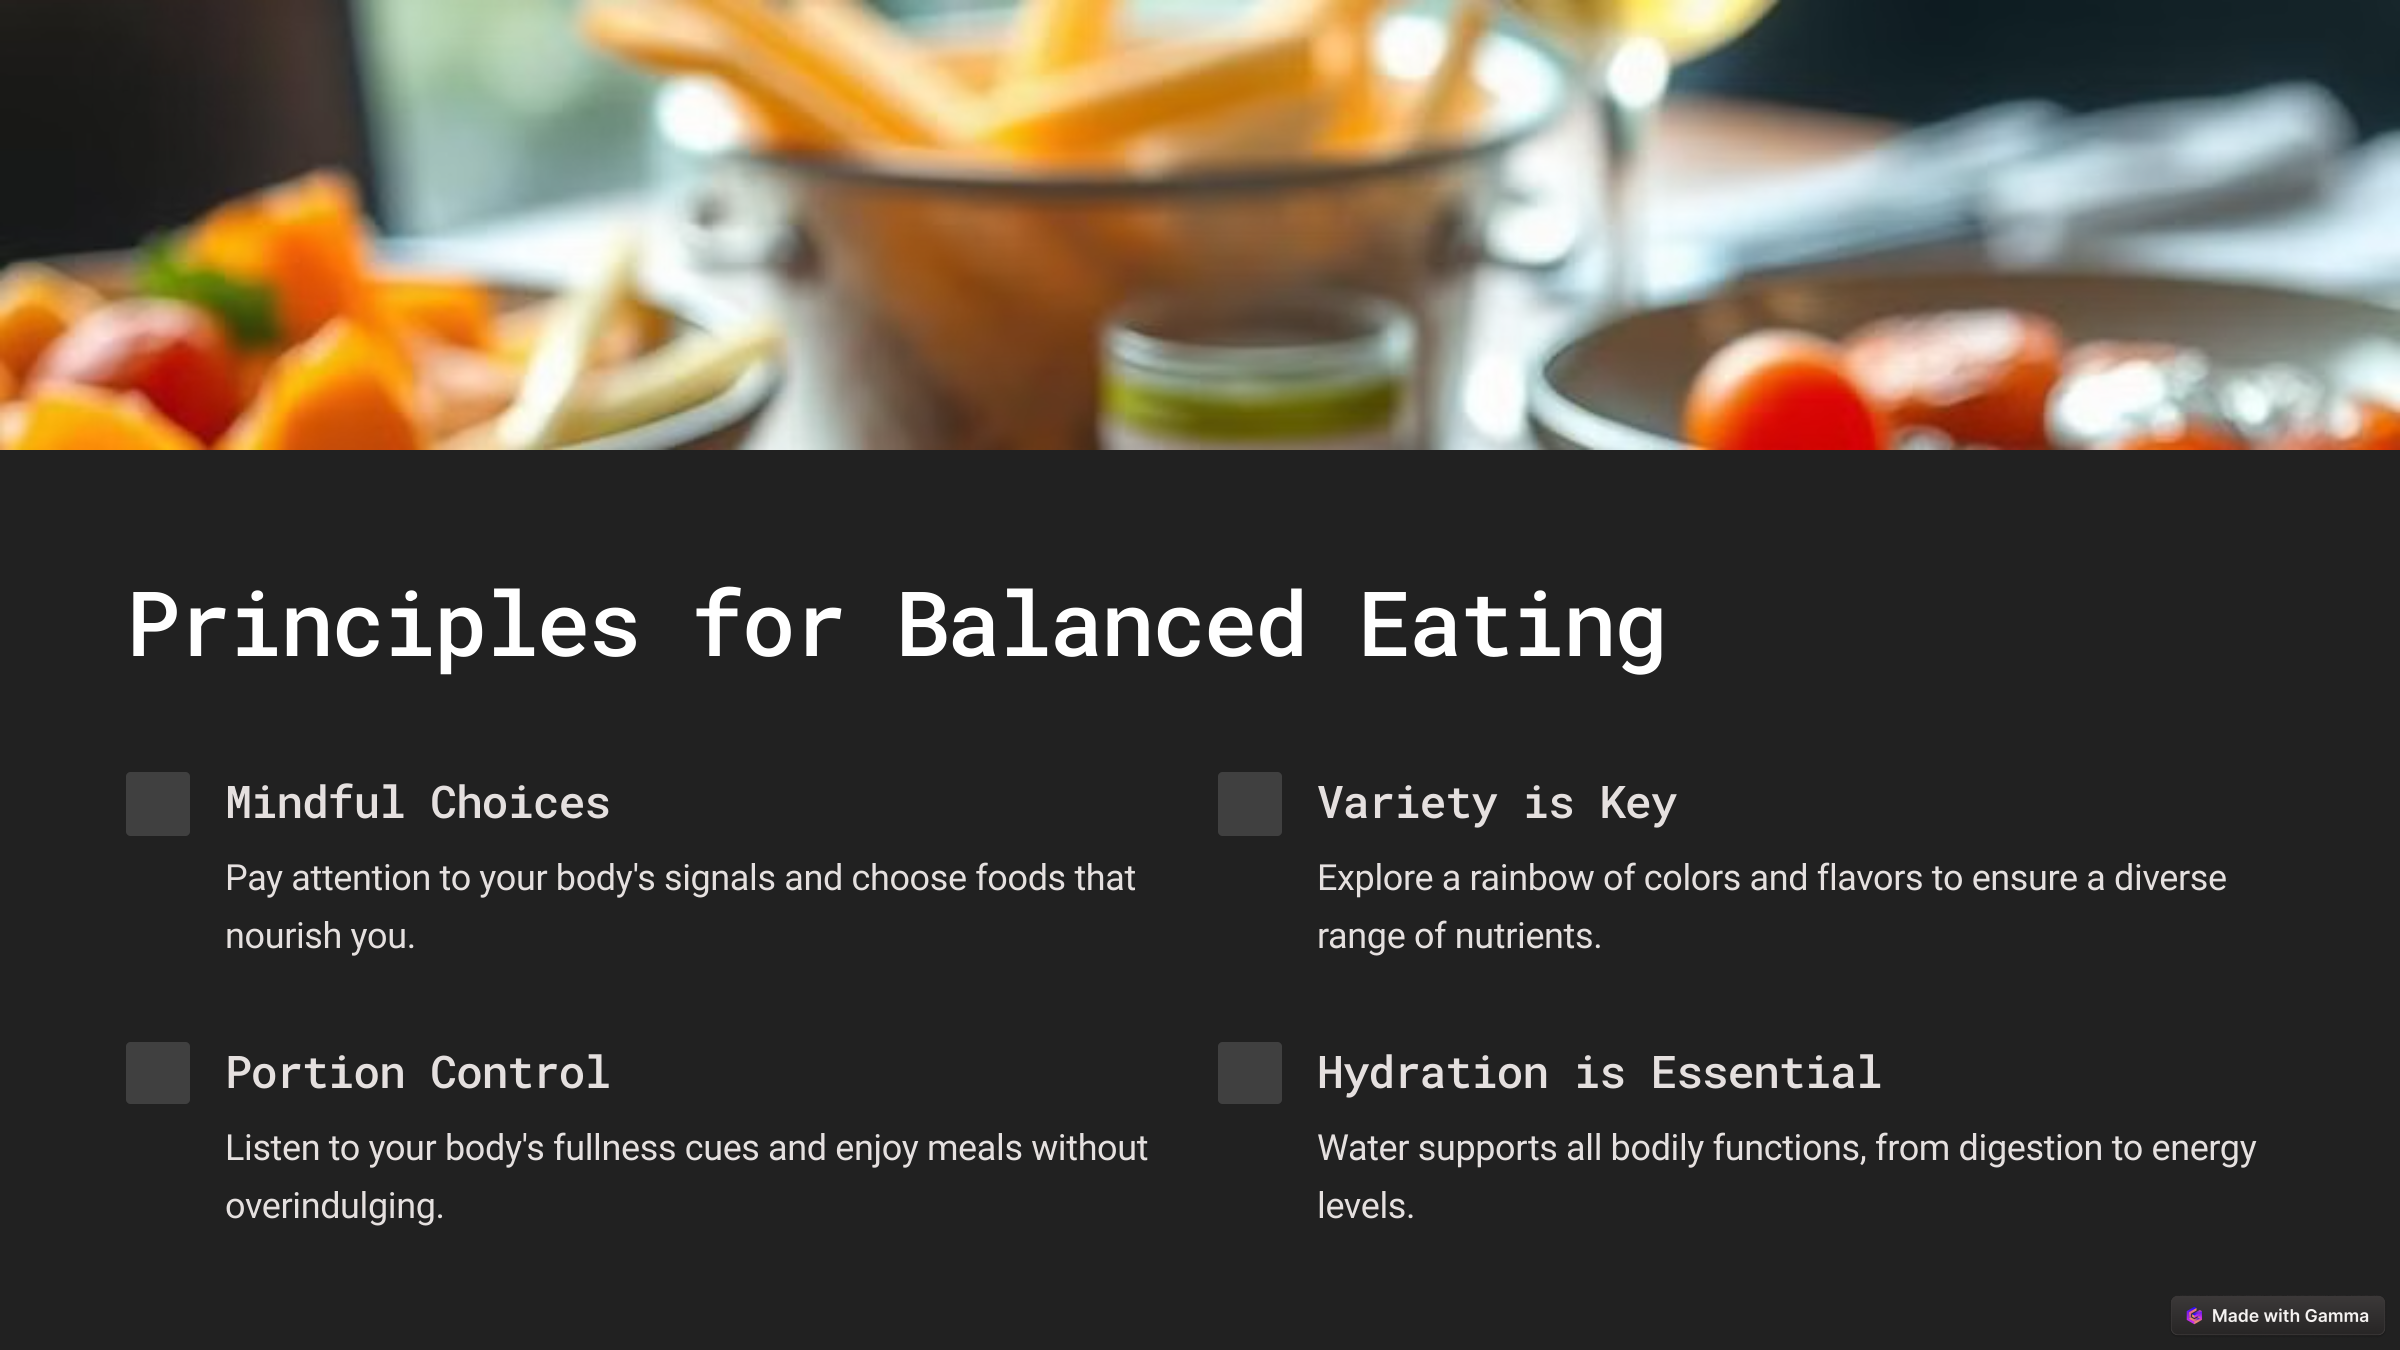 Principles for Balanced Eating
Mindful Choices
Pay attention to your body's signals and choose foods that
nourish you.
Variety is Key
Explore a rainbow of colors and flavors to ensure a diverse
range of nutrients.
Portion Control
Listen to your body's fullness cues and enjoy meals without
overindulging.
Hydration is Essential
Water supports all bodily functions, from digestion to energy
levels.
Made with Gamma